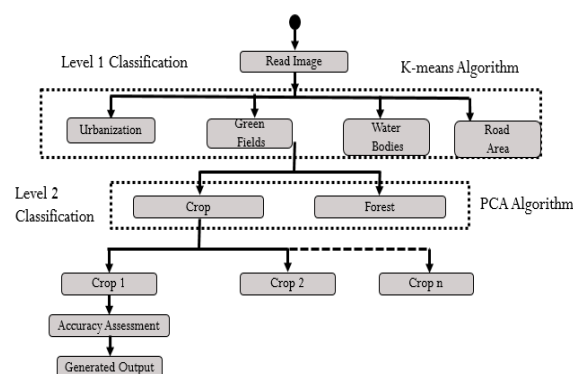 Level 1 Classification
Read Image
K-means Algorithm
Urbanization
Green
Fields
Water
Bodies
Road
Area
Level 2
Classification
Crop
Forest
PCA Algorithm
Crop 1
Crop 2
Crop n
Accuracy Assessment
Generated Output